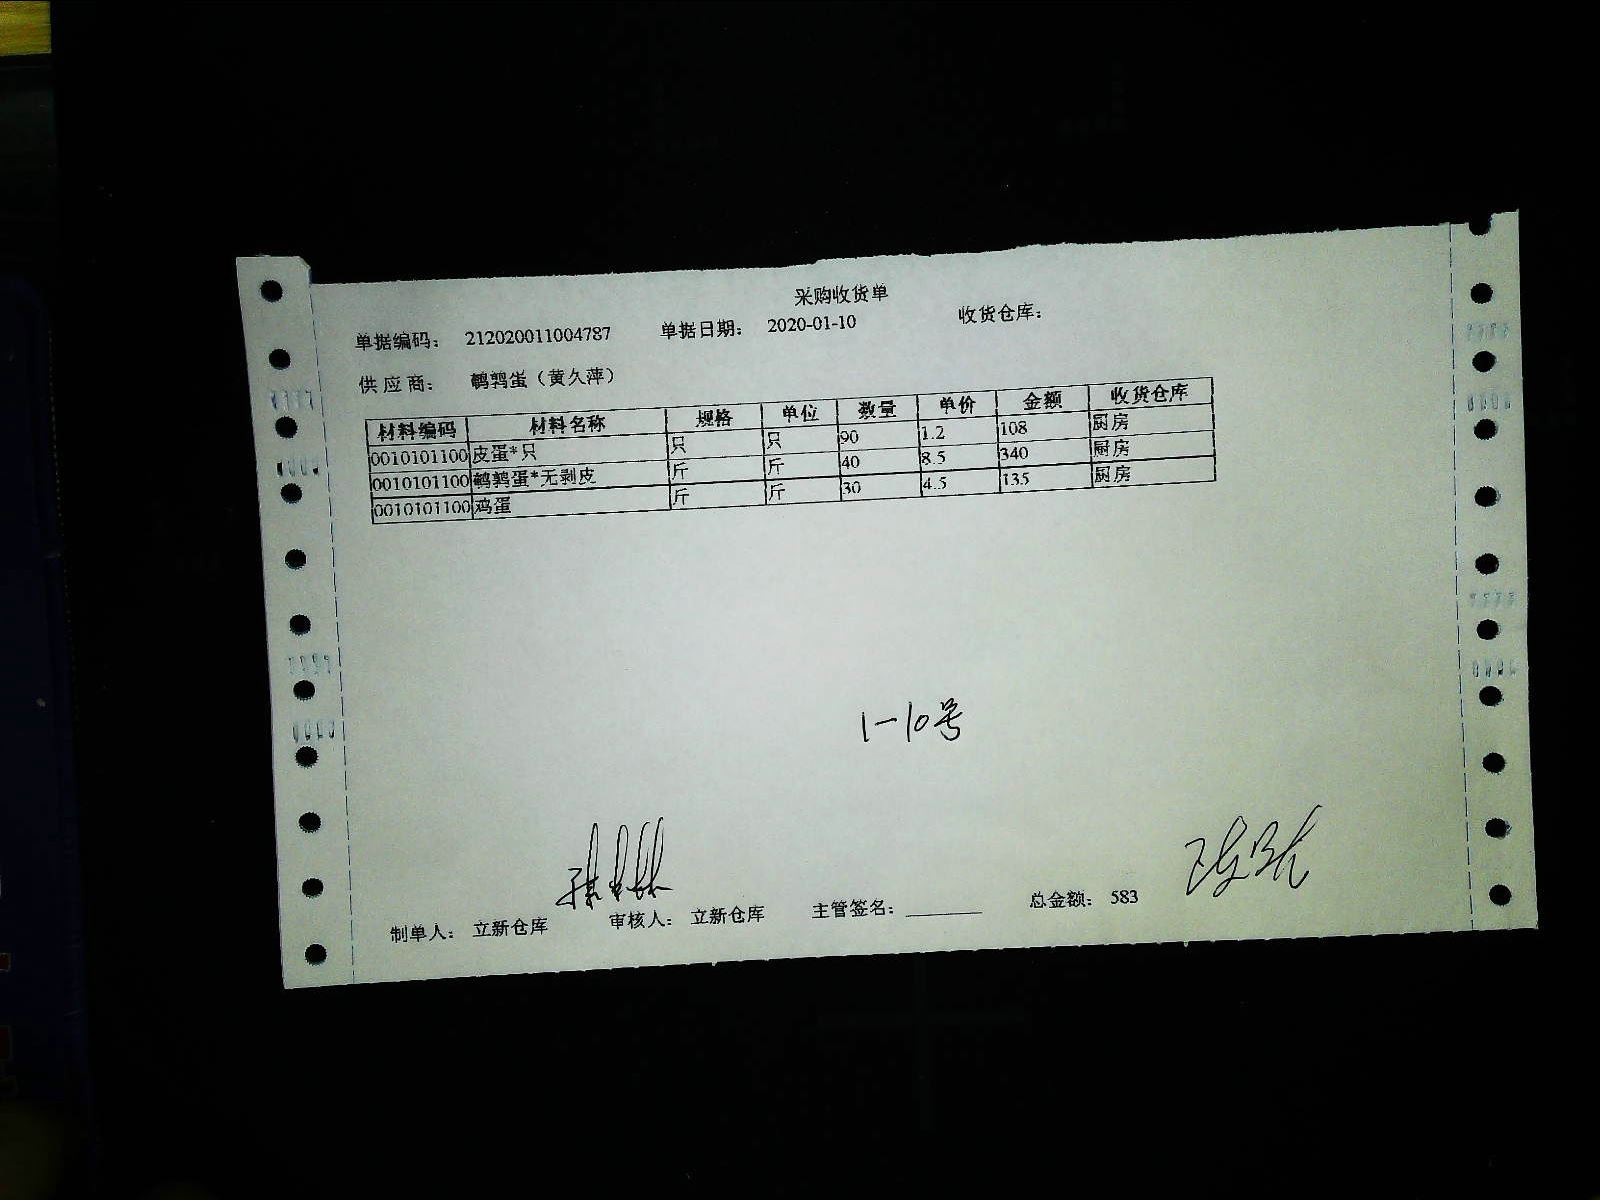 采购收货单
单据编码： 212020011004787 单据日期： 2020-01-10 收货仓库：
供应商： 鹌鹑蛋（黄久萍）
材料编码 材料名称 规格 单位 数量 单价 金额 收货仓库
0010101100 皮蛋*只 只 只 90 1.2 108 厨房
0010101100 鹌鹑蛋*无剥皮 斤 斤 40 8.5 340 厨房
0010101100 鸡蛋 斤 斤 30 4.5 135 厨房
1-10号
制单人： 立新仓库 审核人： 立新仓库 主管签名： 总金额： 583